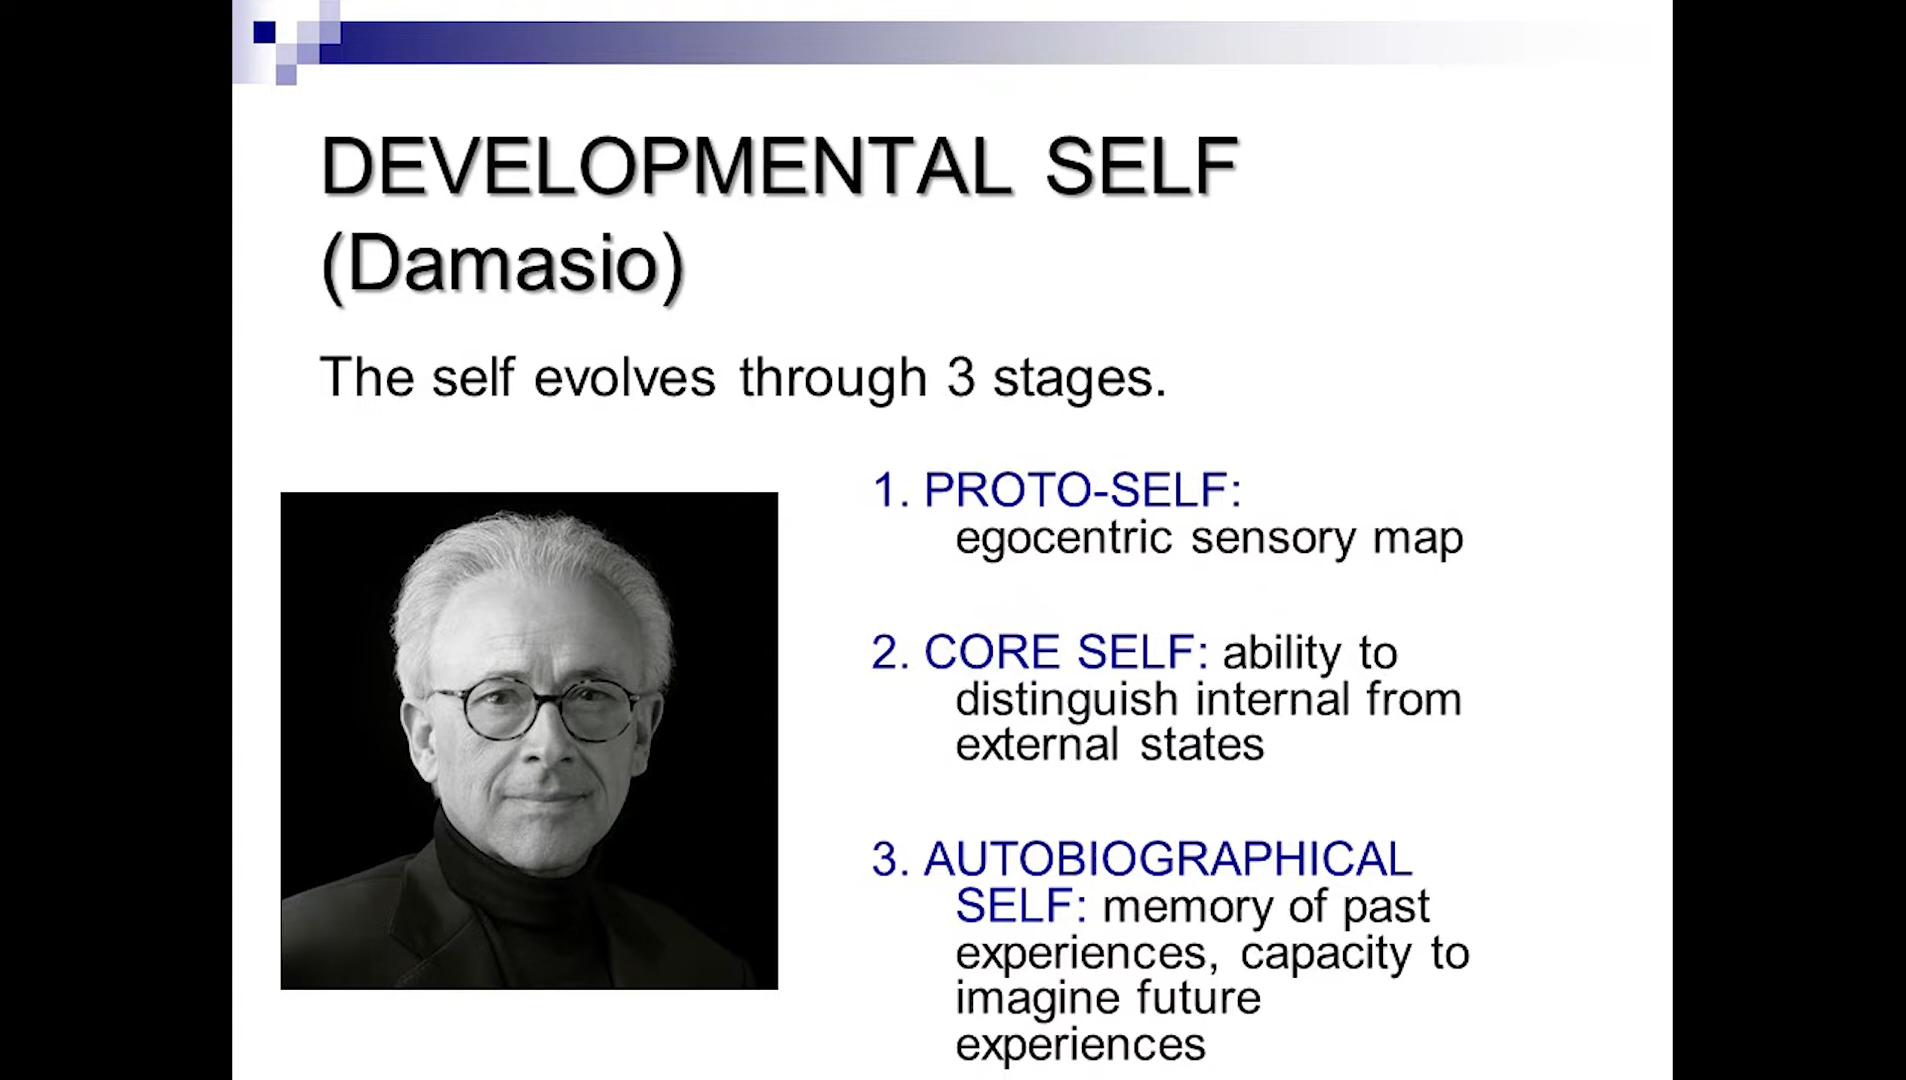 DEVELOPMENTAL SELF
(Damasio)
The self evolves through 3 stages.
1. PROTO-SELF:
egocentric sensory map
2. CORE SELF: ability to
distinguish internal from
external states
3. AUTOBIOGRAPHICAL
SELF: memory of past
experiences, capacity to
imagine future
experiences